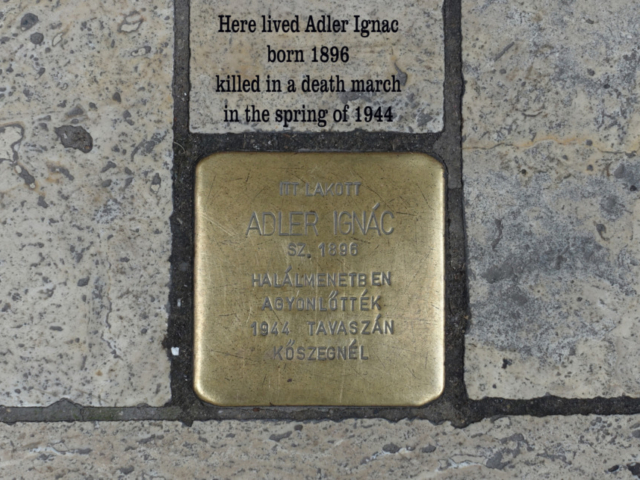 Here lived Adler Ignac
born 1896
killed in a death march
in the spring of 1944
ITT LAKOTT
ADLER IGNÁC
SZ. 1896
HALÁLMENETBEN
AGYONLŐTTÉK
1944 TAVASZÁN
KŐSZEGNÉL